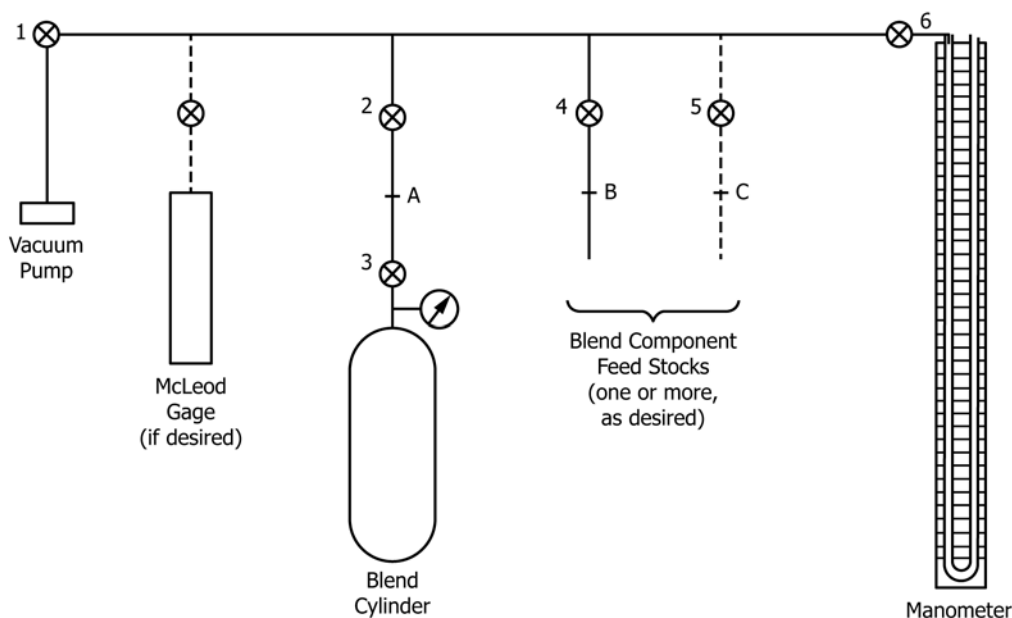 1
6
2
4
5
A
B
C
3
Vacuum
Pump
McLeod
Gage
(if desired)
Blend Component
Feed Stocks
(one or more,
as desired)
Blend
Cylinder
Manometer